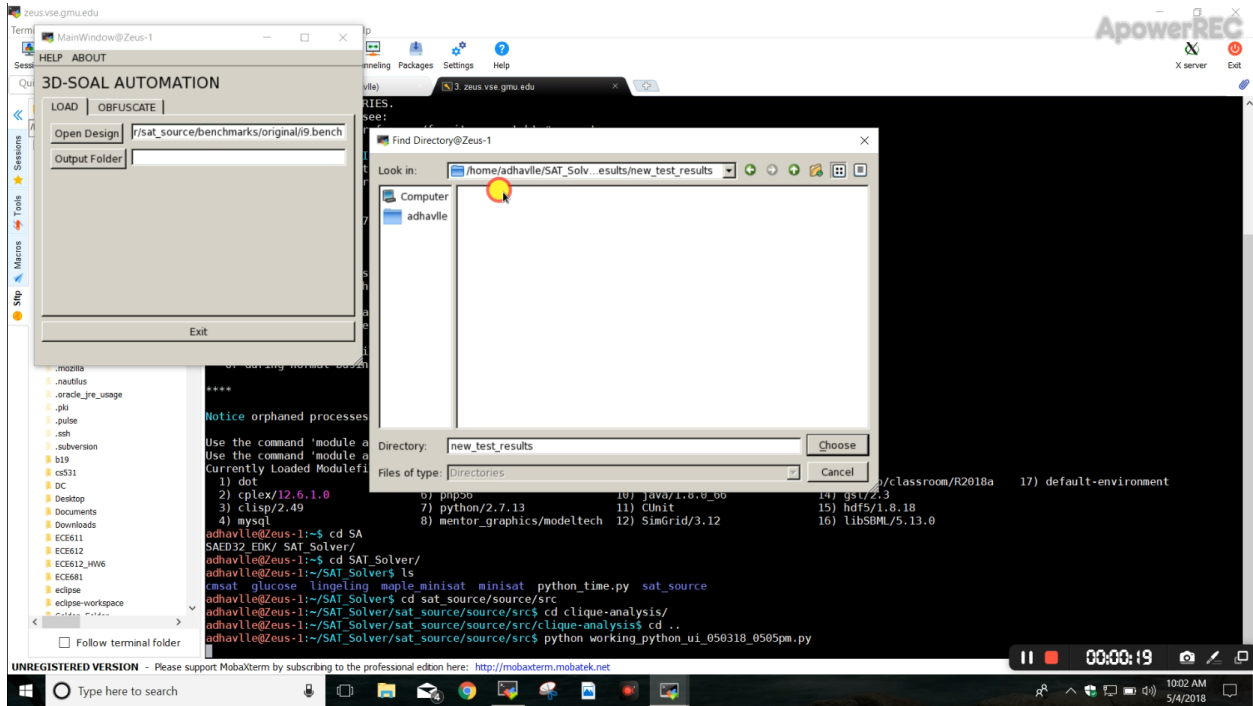 zeus.vse.gmu.edu
ApowerREC
MainWindow@Zeus-1
HELP ABOUT
3D-SOAL AUTOMATION
LOAD OBFUSCATE
Open Design r/sat_source/benchmarks/original/i9.bench
Output Folder
Exit
Packages Settings Help
X server Exit
3. zeus.vse.gmu.edu
Sessions
Tools
Macros
Sftp
Find Directory@Zeus-1
Look in: /home/adhavlle/SAT_Solv...esults/new_test_results
Computer
adhavlle
Directory: new_test_results
Choose
Files of type: Directories
Cancel
.mozilla
.nautilus
.oracle_jre_usage
.pki
.pulse
.ssh
.subversion
b19
cs531
DC
Desktop
Documents
Downloads
ECE611
ECE612
ECE612_HW6
ECE681
eclipse
eclipse-workspace
Follow terminal folder
RIES.
see:
****
Notice orphaned processes
Use the command 'module a
Use the command 'module a
Currently Loaded Modulefi
1) dot /classroom/R2018a 17) default-environment
2) cplex/12.6.1.0 6) php56 10) java/1.8.0_66 14) gsl/2.3
3) clisp/2.49 7) python/2.7.13 11) CUnit 15) hdf5/1.8.18
4) mysql 8) mentor_graphics/modeltech 12) SimGrid/3.12 16) libSBML/5.13.0
adhavlle@Zeus-1:~$ cd SA
SAED32_EDK/ SAT_Solver/
adhavlle@Zeus-1:~$ cd SAT_Solver/
adhavlle@Zeus-1:~/SAT_Solver$ ls
cmsat glucose lingeling maple_minisat minisat python_time.py sat_source
adhavlle@Zeus-1:~/SAT_Solver$ cd sat_source/source/src
adhavlle@Zeus-1:~/SAT_Solver/sat_source/source/src$ cd clique-analysis/
adhavlle@Zeus-1:~/SAT_Solver/sat_source/source/src/clique-analysis$ cd ..
adhavlle@Zeus-1:~/SAT_Solver/sat_source/source/src$ python working_python_ui_050318_0505pm.py
00:00:19
UNREGISTERED VERSION - Please support MobaXterm by subscribing to the professional edition here: http://mobaxterm.mobatek.net
Type here to search
10:02 AM
5/4/2018